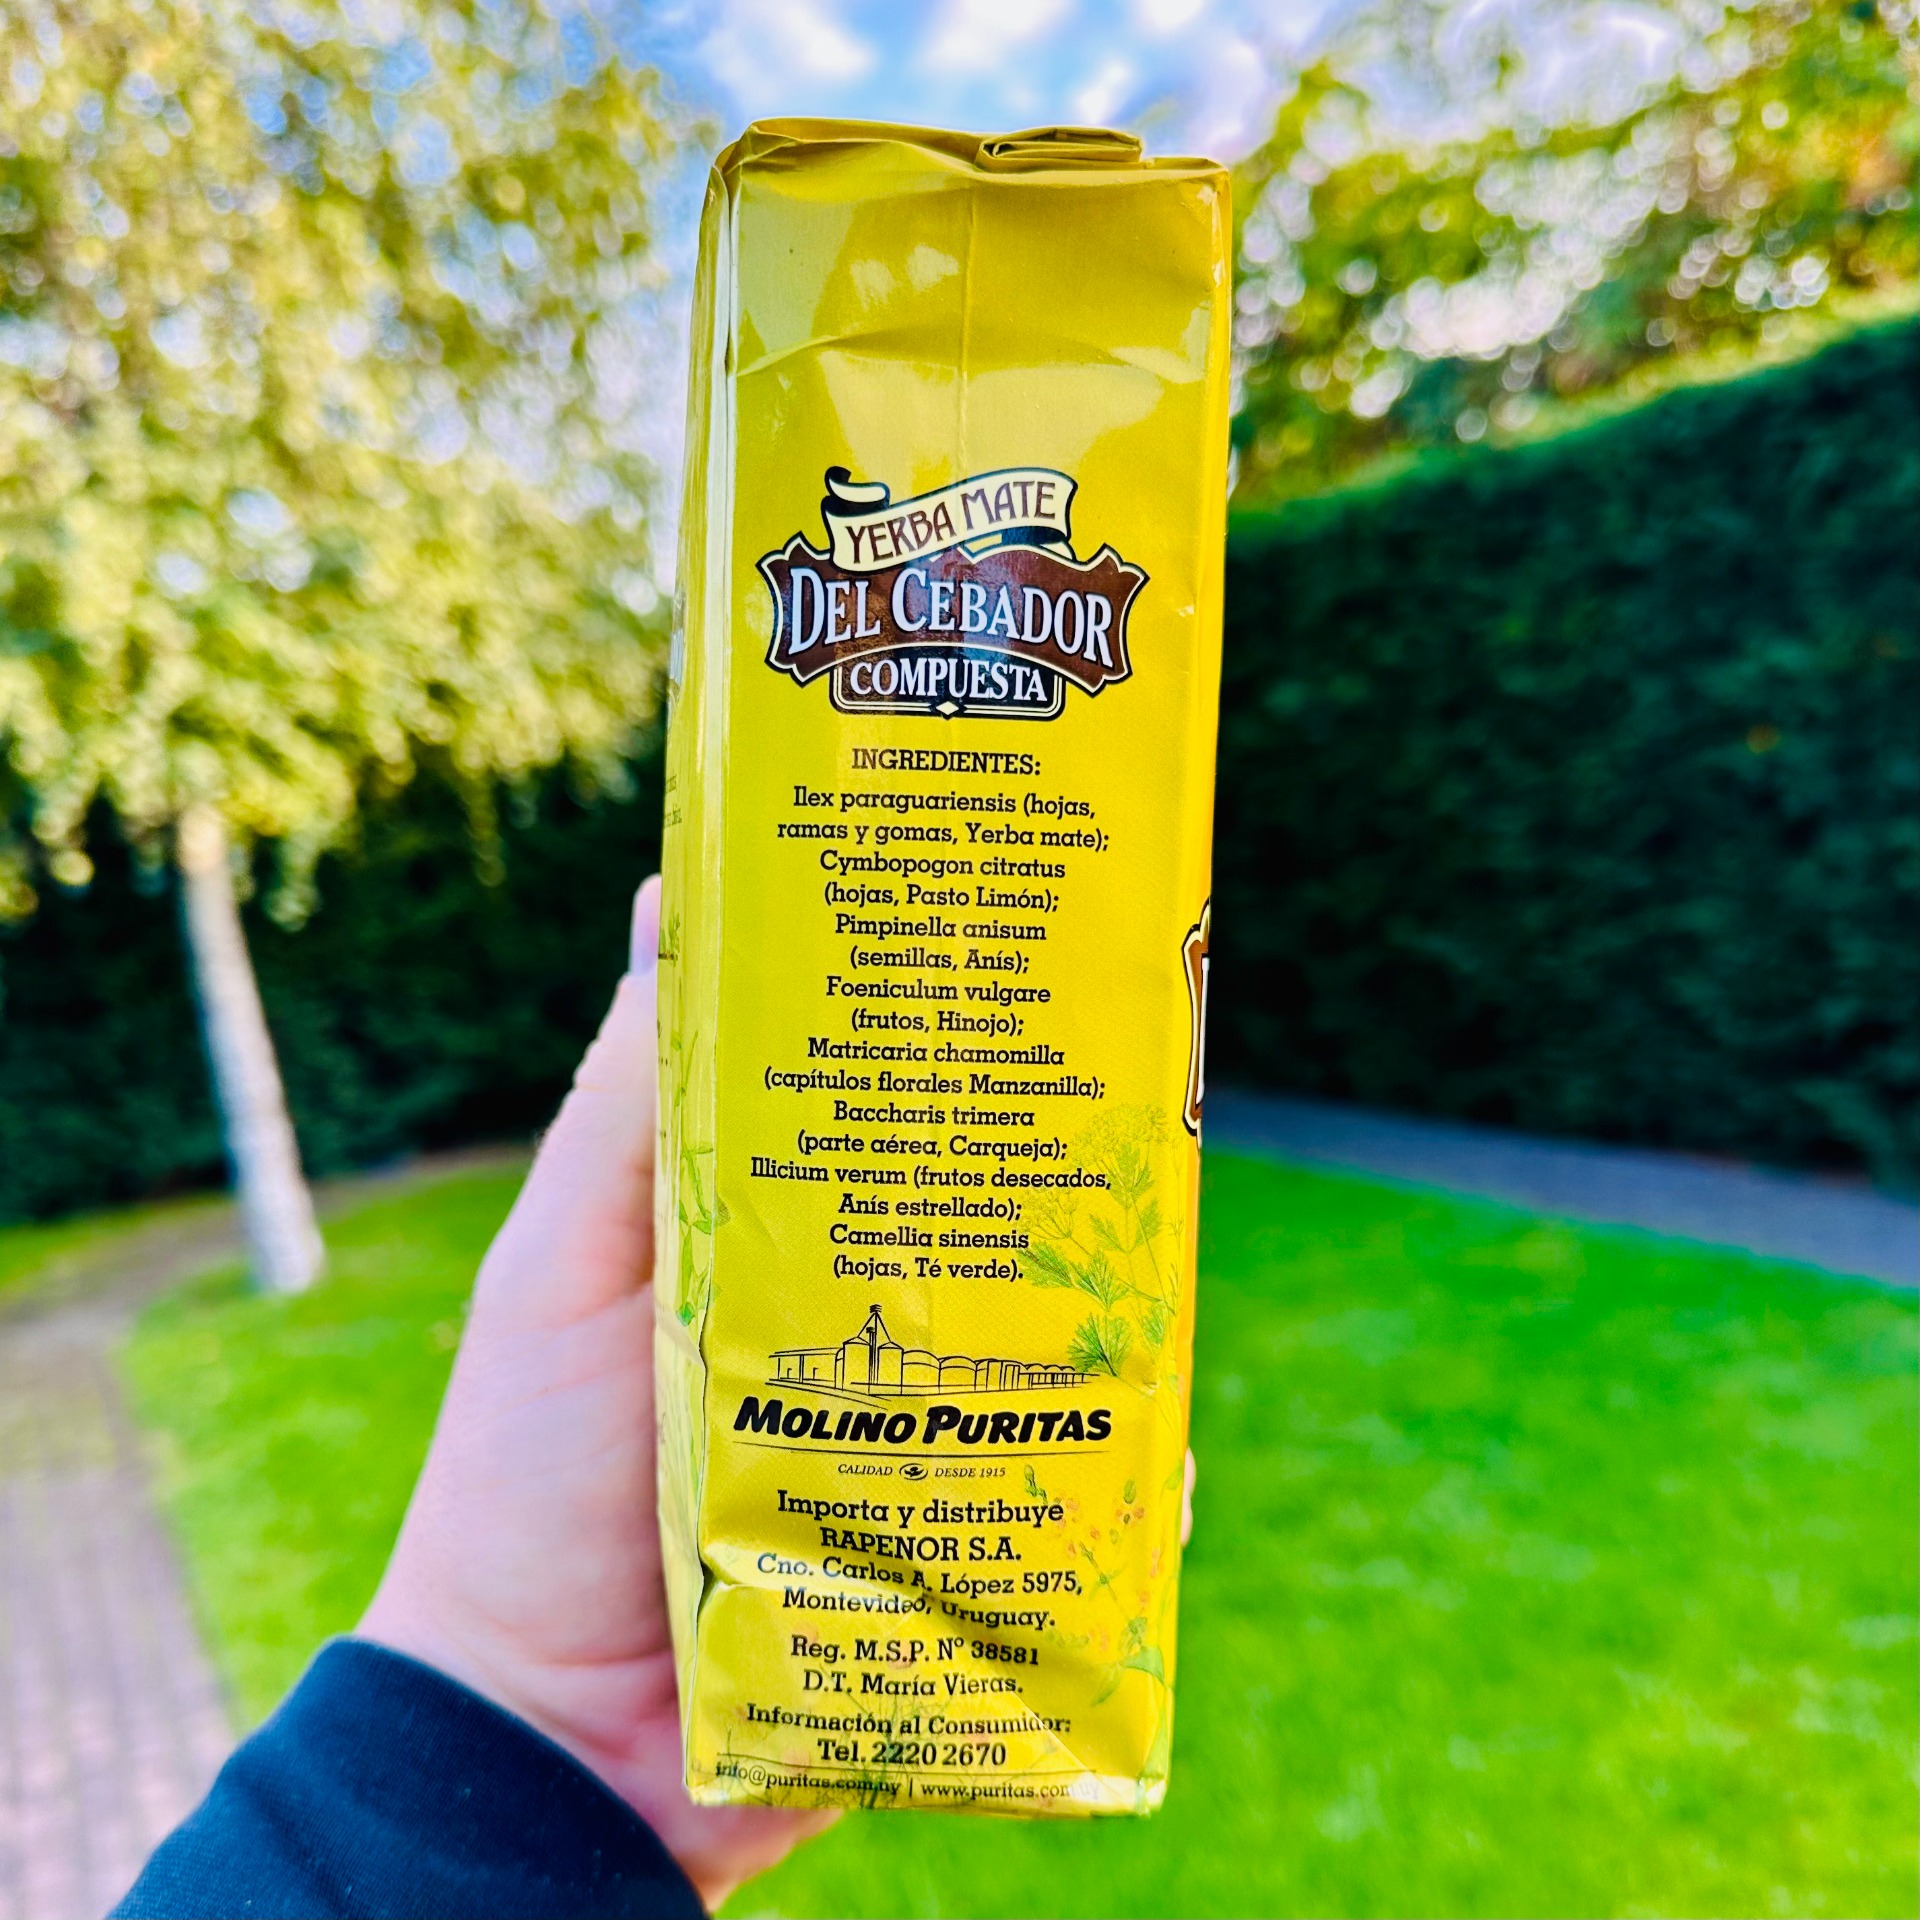 YERBA MATE
DEL CEBADOR
COMPUESTA
INGREDIENTES:
Ilex paraguariensis (hojas,
ramas y gomas, Yerba mate);
Cymbopogon citratus
(hojas, Pasto Limón);
Pimpinella anisum
(semillas, Anís);
Foeniculum vulgare
(frutos, Hinojo);
Matricaria chamomilla
(capítulos florales Manzanilla);
Baccharis trimera
(parte aérea, Carqueja);
Illicium verum (frutos desecados,
Anís estrellado);
Camellia sinensis
(hojas, Té verde).
MOLINO PURITAS
CALIDAD DESDE 1915
Importa y distribuye
RAPENOR S.A.
Cno. Carlos A. López 5975,
Montevideo, Uruguay.
Reg. M.S.P. Nº 38581
D.T. María Vieras.
Información al Consumidor:
Tel. 2220 2670
info@puritas.com.uy | www.puritas.com.uy